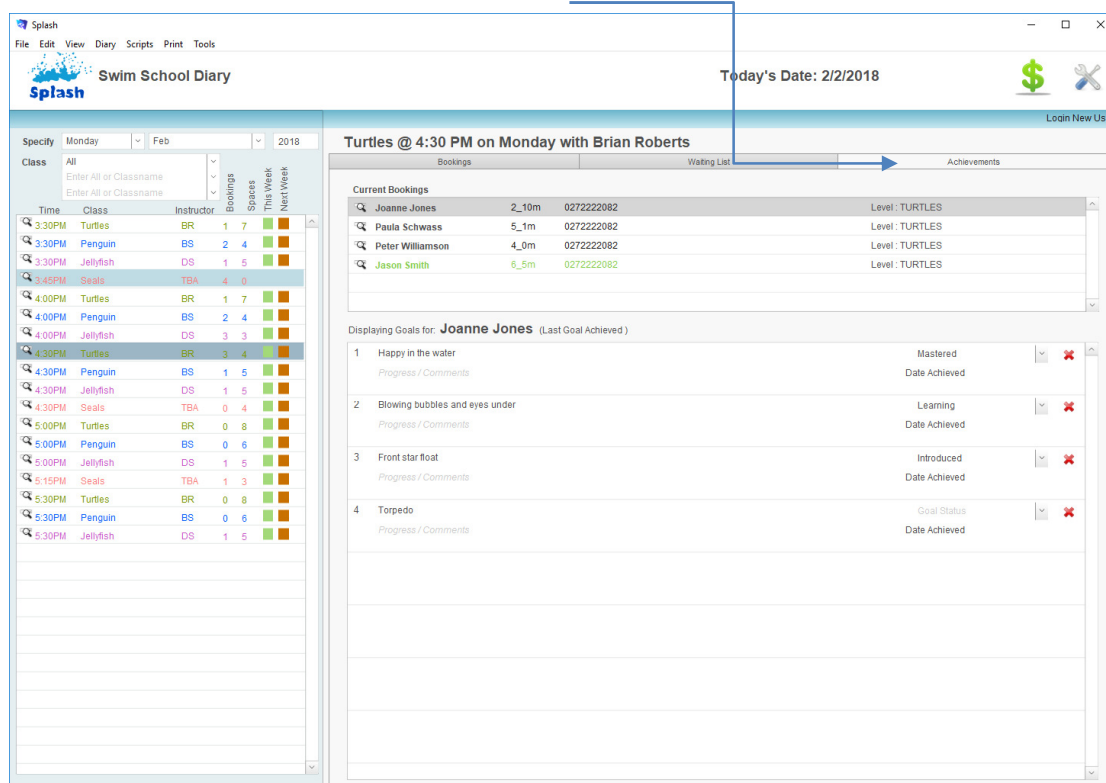 Splash
File Edit View Diary Scripts Print Tools
Splash
Swim School Diary
Today's Date: 2/2/2018
$
Login New Us
Specify Monday Feb 2018
Class All
Enter All or Classname
Enter All or Classname
Time Class Instructor Bookings Spaces This Week Next Week
3:30PM Turtles BR 1 7
3:30PM Penguin BS 2 4
3:30PM Jellyfish DS 1 5
3:45PM Seals TBA 4 0
4:00PM Turtles BR 1 7
4:00PM Penguin BS 2 4
4:00PM Jellyfish DS 3 3
4:30PM Turtles BR 3 4
4:30PM Penguin BS 1 5
4:30PM Jellyfish DS 1 5
4:30PM Seals TBA 0 4
5:00PM Turtles BR 0 8
5:00PM Penguin BS 0 6
5:00PM Jellyfish DS 1 5
5:15PM Seals TBA 1 3
5:30PM Turtles BR 0 8
5:30PM Penguin BS 0 6
5:30PM Jellyfish DS 1 5
Turtles @ 4:30 PM on Monday with Brian Roberts
Bookings Waiting List Achievements
Current Bookings
Joanne Jones 2_10m 0272222082 Level : TURTLES
Paula Schwass 5_1m 0272222082 Level : TURTLES
Peter Williamson 4_0m 0272222082 Level : TURTLES
Jason Smith 6_5m 0272222082 Level : TURTLES
Displaying Goals for: Joanne Jones (Last Goal Achieved )
1 Happy in the water Mastered
Progress / Comments Date Achieved
2 Blowing bubbles and eyes under Learning
Progress / Comments Date Achieved
3 Front star float Introduced
Progress / Comments Date Achieved
4 Torpedo Goal Status
Progress / Comments Date Achieved